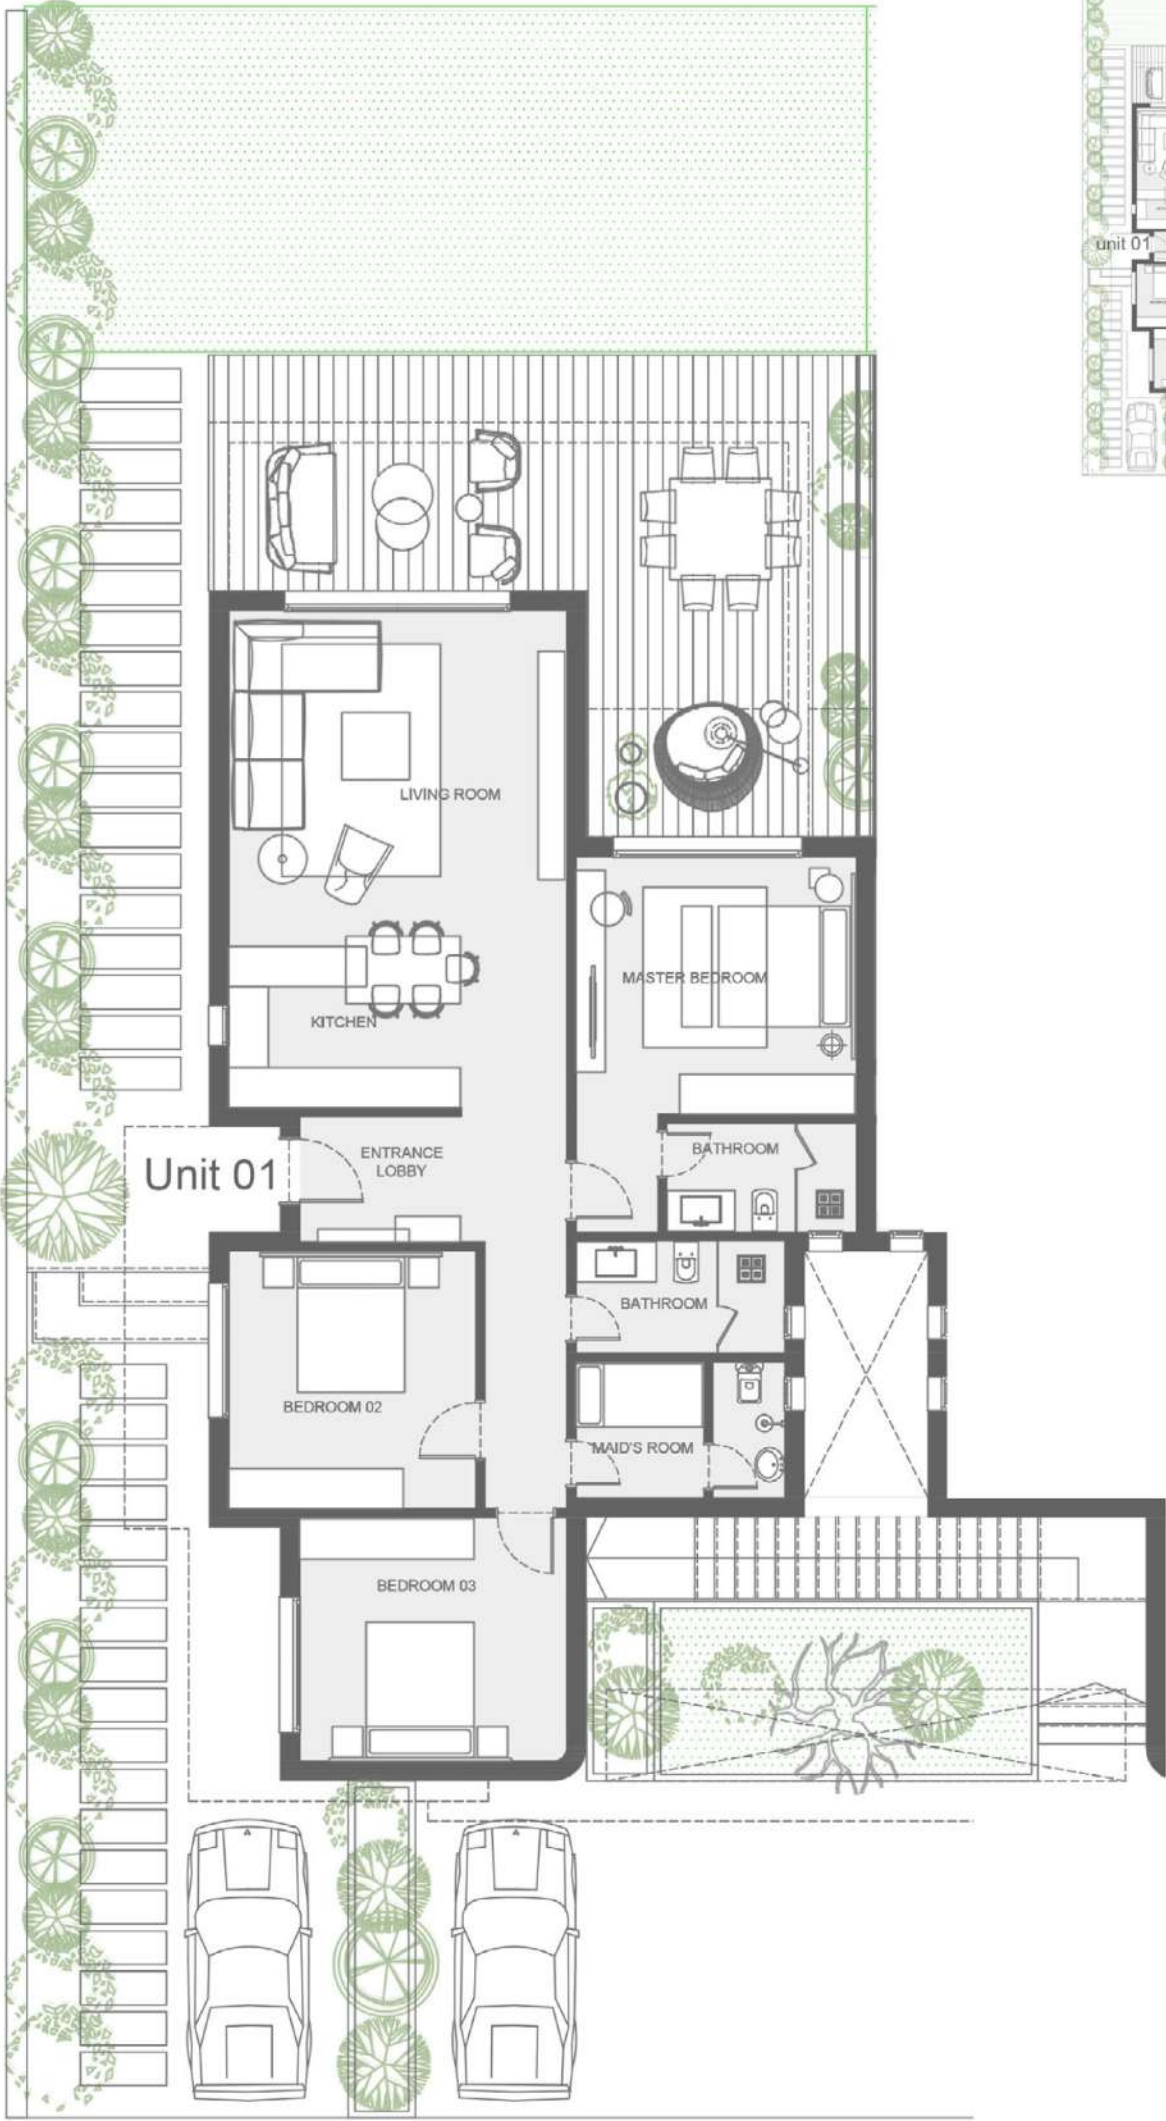 unit 01
LIVING ROOM
MASTER BEDROOM
KITCHEN
ENTRANCE
LOBBY
BATHROOM
Unit 01
BATHROOM
BEDROOM 02
MAID'S ROOM
BEDROOM 03